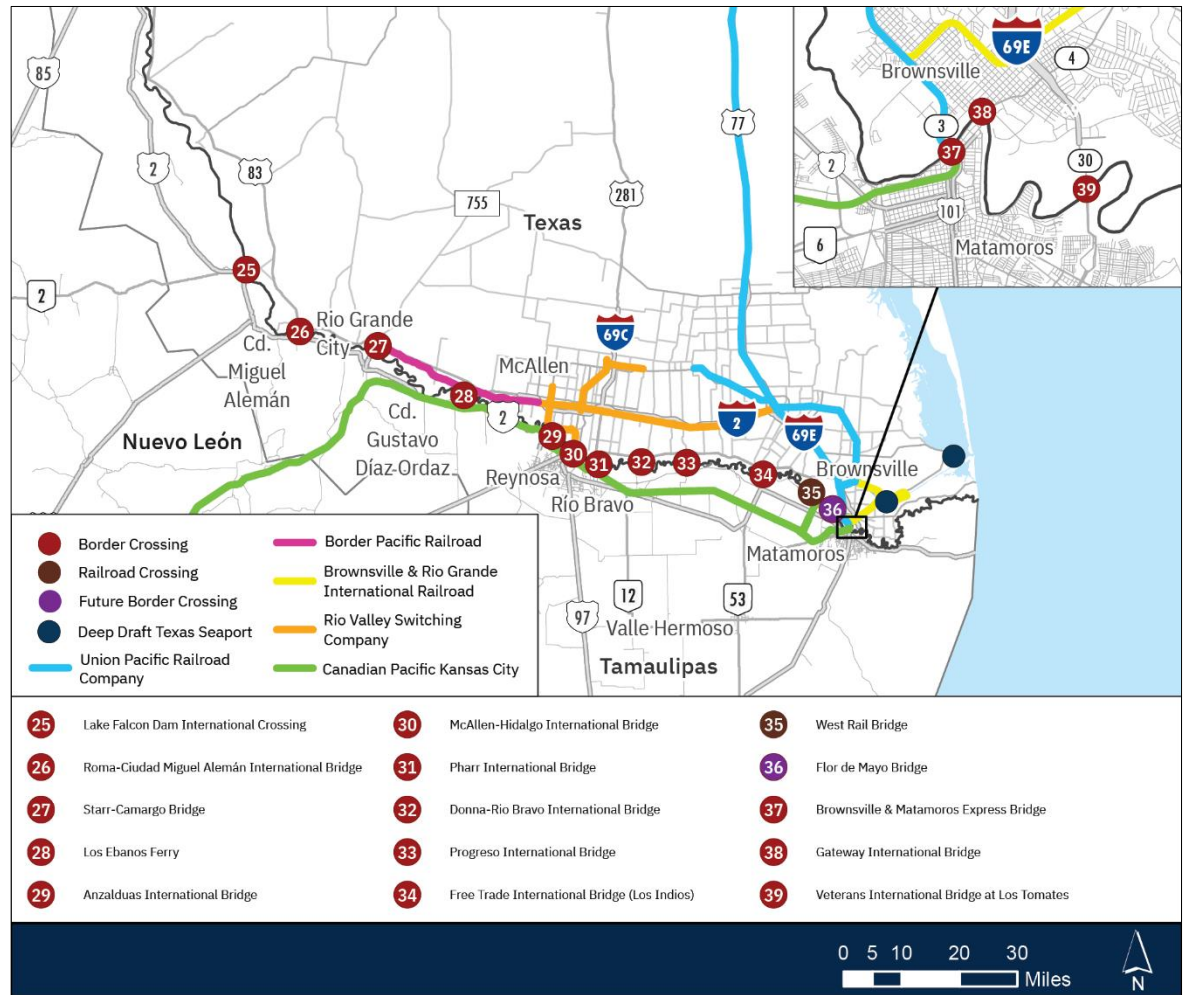 85
2
83
755
Texas
281
77
69E
4
Brownsville
38
3
37
2
30
39
101
6
Matamoros
25
2
26
Rio Grande
City
27
Cd.
Miguel
Alemán
69C
McAllen
28
2
2
69E
Nuevo León
Cd.
Gustavo
Díaz-Ordaz
29
30
31
32
33
34
35
36
Brownsville
Reynosa
Río Bravo
Matamoros
97
12
53
Valle Hermoso
Tamaulipas
Border Crossing
Railroad Crossing
Future Border Crossing
Deep Draft Texas Seaport
Union Pacific Railroad
Company
Border Pacific Railroad
Brownsville & Rio Grande
International Railroad
Rio Valley Switching
Company
Canadian Pacific Kansas City
25 Lake Falcon Dam International Crossing
26 Roma-Ciudad Miguel Alemán International Bridge
27 Starr-Camargo Bridge
28 Los Ebanos Ferry
29 Anzalduas International Bridge
30 McAllen-Hidalgo International Bridge
31 Pharr International Bridge
32 Donna-Rio Bravo International Bridge
33 Progreso International Bridge
34 Free Trade International Bridge (Los Indios)
35 West Rail Bridge
36 Flor de Mayo Bridge
37 Brownsville & Matamoros Express Bridge
38 Gateway International Bridge
39 Veterans International Bridge at Los Tomates
0 5 10 20 30
Miles
N